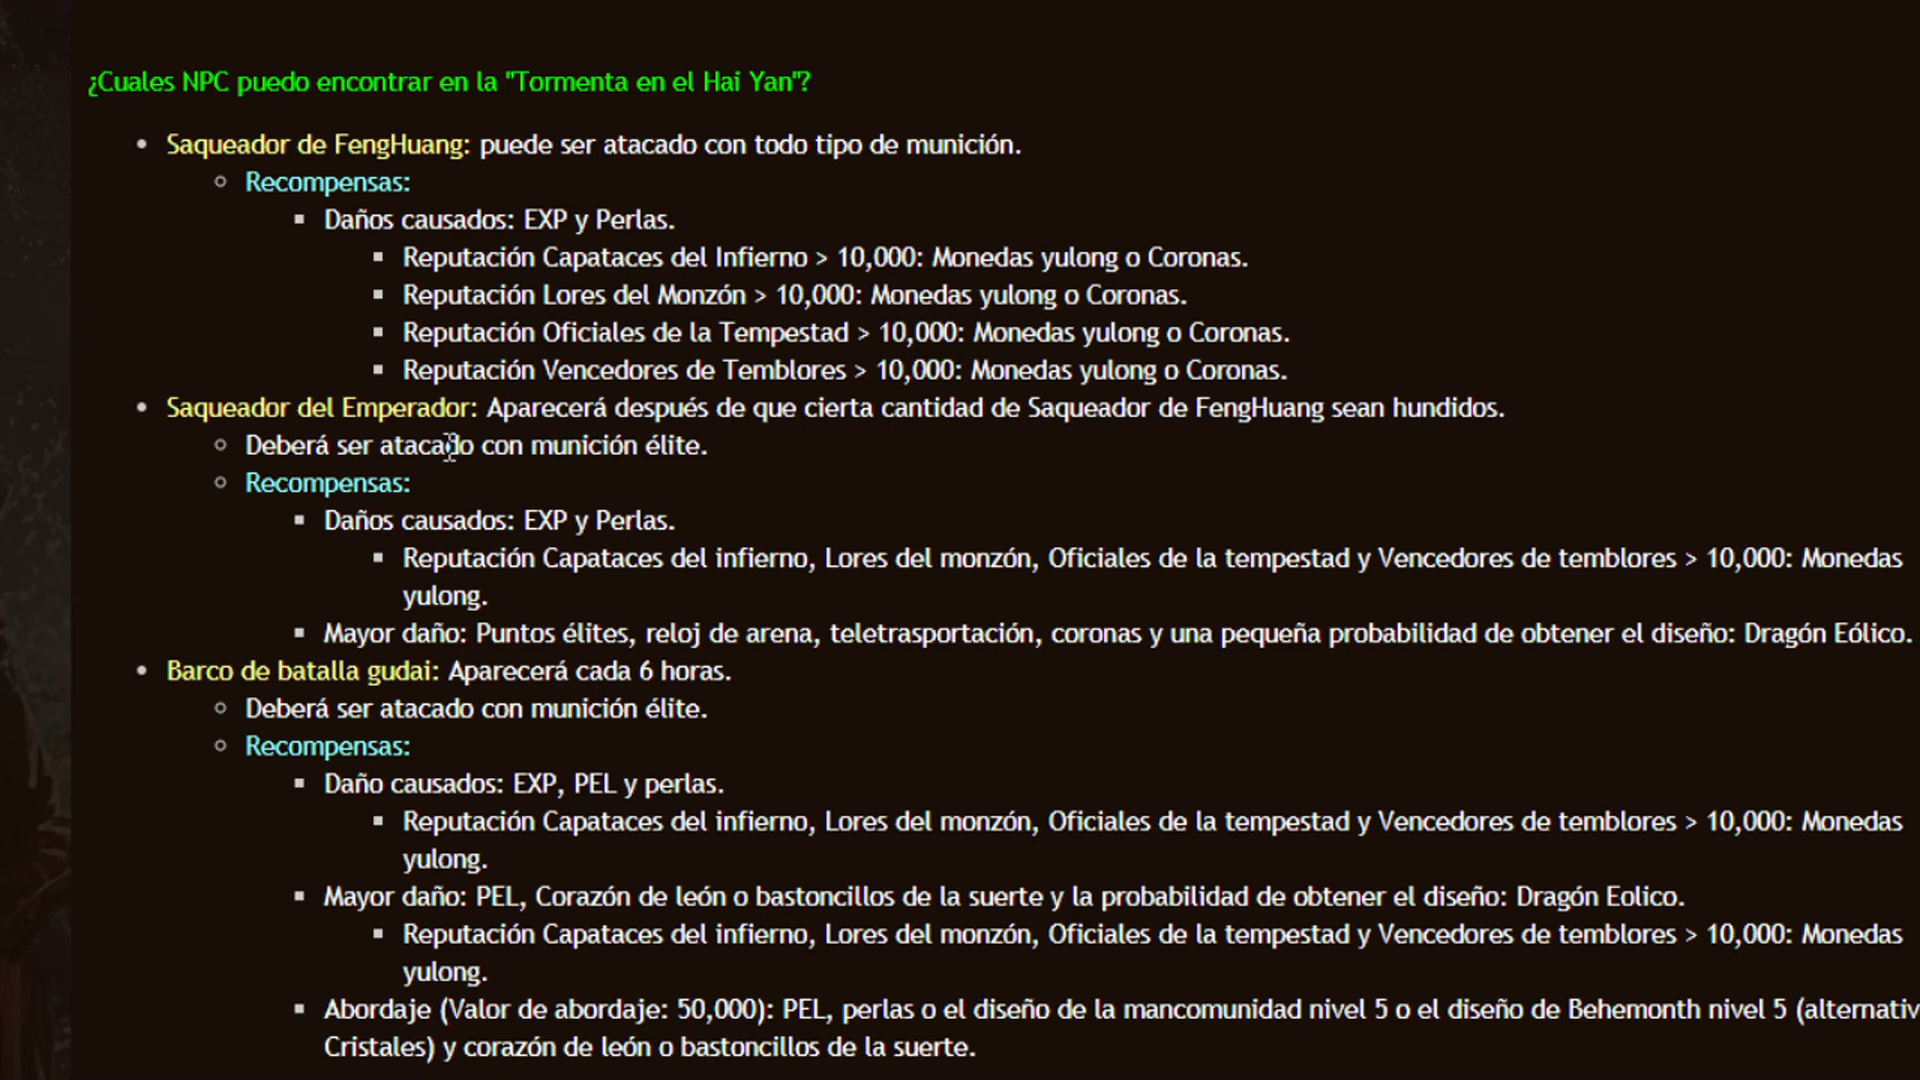 ¿Cuales NPC puedo encontrar en la "Tormenta en el Hai Yan"?
Saqueador de FengHuang: puede ser atacado con todo tipo de munición.
Recompensas:
Daños causados: EXP y Perlas.
Reputación Capataces del Infierno > 10,000: Monedas yulong o Coronas.
Reputación Lores del Monzón > 10,000: Monedas yulong o Coronas.
Reputación Oficiales de la Tempestad > 10,000: Monedas yulong o Coronas.
Reputación Vencedores de Temblores > 10,000: Monedas yulong o Coronas.
Saqueador del Emperador: Aparecerá después de que cierta cantidad de Saqueador de FengHuang sean hundidos.
Deberá ser atacado con munición élite.
Recompensas:
Daños causados: EXP y Perlas.
Reputación Capataces del infierno, Lores del monzón, Oficiales de la tempestad y Vencedores de temblores > 10,000: Monedas
yulong.
Mayor daño: Puntos élites, reloj de arena, teletrasportación, coronas y una pequeña probabilidad de obtener el diseño: Dragón Eólico.
Barco de batalla gudai: Aparecerá cada 6 horas.
Deberá ser atacado con munición élite.
Recompensas:
Daño causados: EXP, PEL y perlas.
Reputación Capataces del infierno, Lores del monzón, Oficiales de la tempestad y Vencedores de temblores > 10,000: Monedas
yulong.
Mayor daño: PEL, Corazón de león o bastoncillos de la suerte y la probabilidad de obtener el diseño: Dragón Eolico.
Reputación Capataces del infierno, Lores del monzón, Oficiales de la tempestad y Vencedores de temblores > 10,000: Monedas
yulong.
Abordaje (Valor de abordaje: 50,000): PEL, perlas o el diseño de la mancomunidad nivel 5 o el diseño de Behemonth nivel 5 (alternativ
Cristales) y corazón de león o bastoncillos de la suerte.